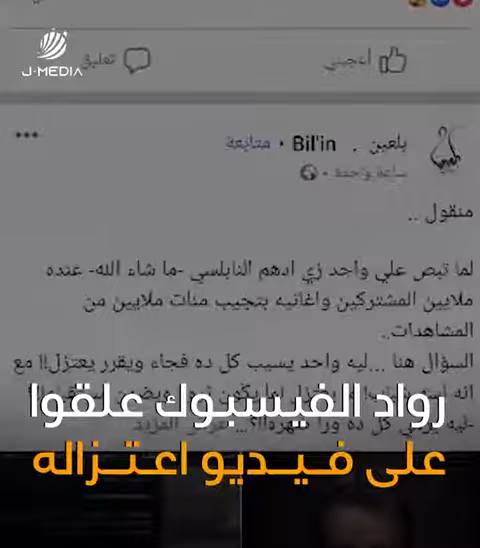 J-MEDIA
أعجبني
تعليق
بلعين . Bil'in • متابعة
ساعة واحدة
منقول ..
لما تبص علي واحد زي ادهم النابلسي -ما شاء الله- عنده
ملايين المشتركين واغانيه بتجيب مئات ملايين من
المشاهدات..
السؤال هنا ...ليه واحد يسيب كل ده فجاء ويقرر يعتزل!! مع
رواد الفيسبوك علقوا
على فيديو اعتزاله